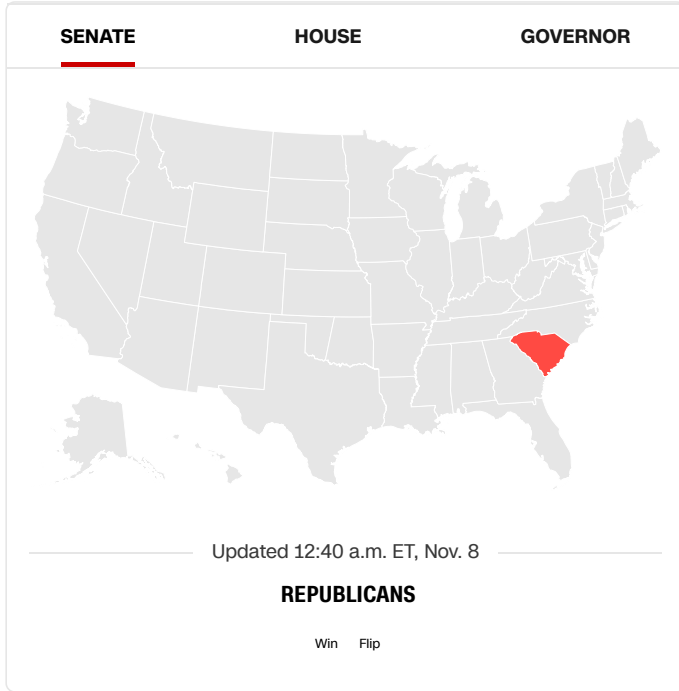 SENATE HOUSE GOVERNOR
Updated 12:40 a.m. ET, Nov. 8
REPUBLICANS
Win Flip